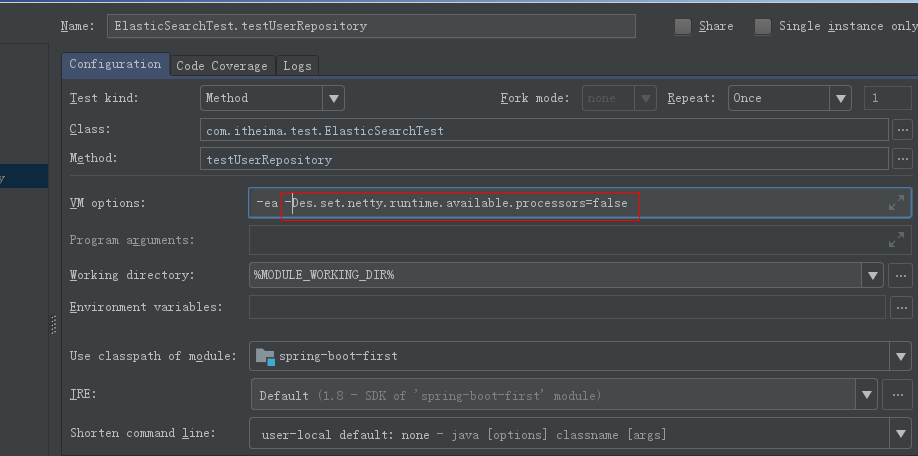 Name: ElasticSearchTest.testUserRepository Share Single instance only
Configuration Code Coverage Logs
Test kind: Method Fork mode: none Repeat: Once 1
Class: com.itheima.test.ElasticSearchTest
Method: testUserRepository
y
VM options: -ea -Des.set.netty.runtime.available.processors=false
Program arguments:
Working directory: %MODULE_WORKING_DIR%
Environment variables:
Use classpath of module: spring-boot-first
JRE: Default (1.8 - SDK of 'spring-boot-first' module)
Shorten command line: user-local default: none - java [options] classname [args]